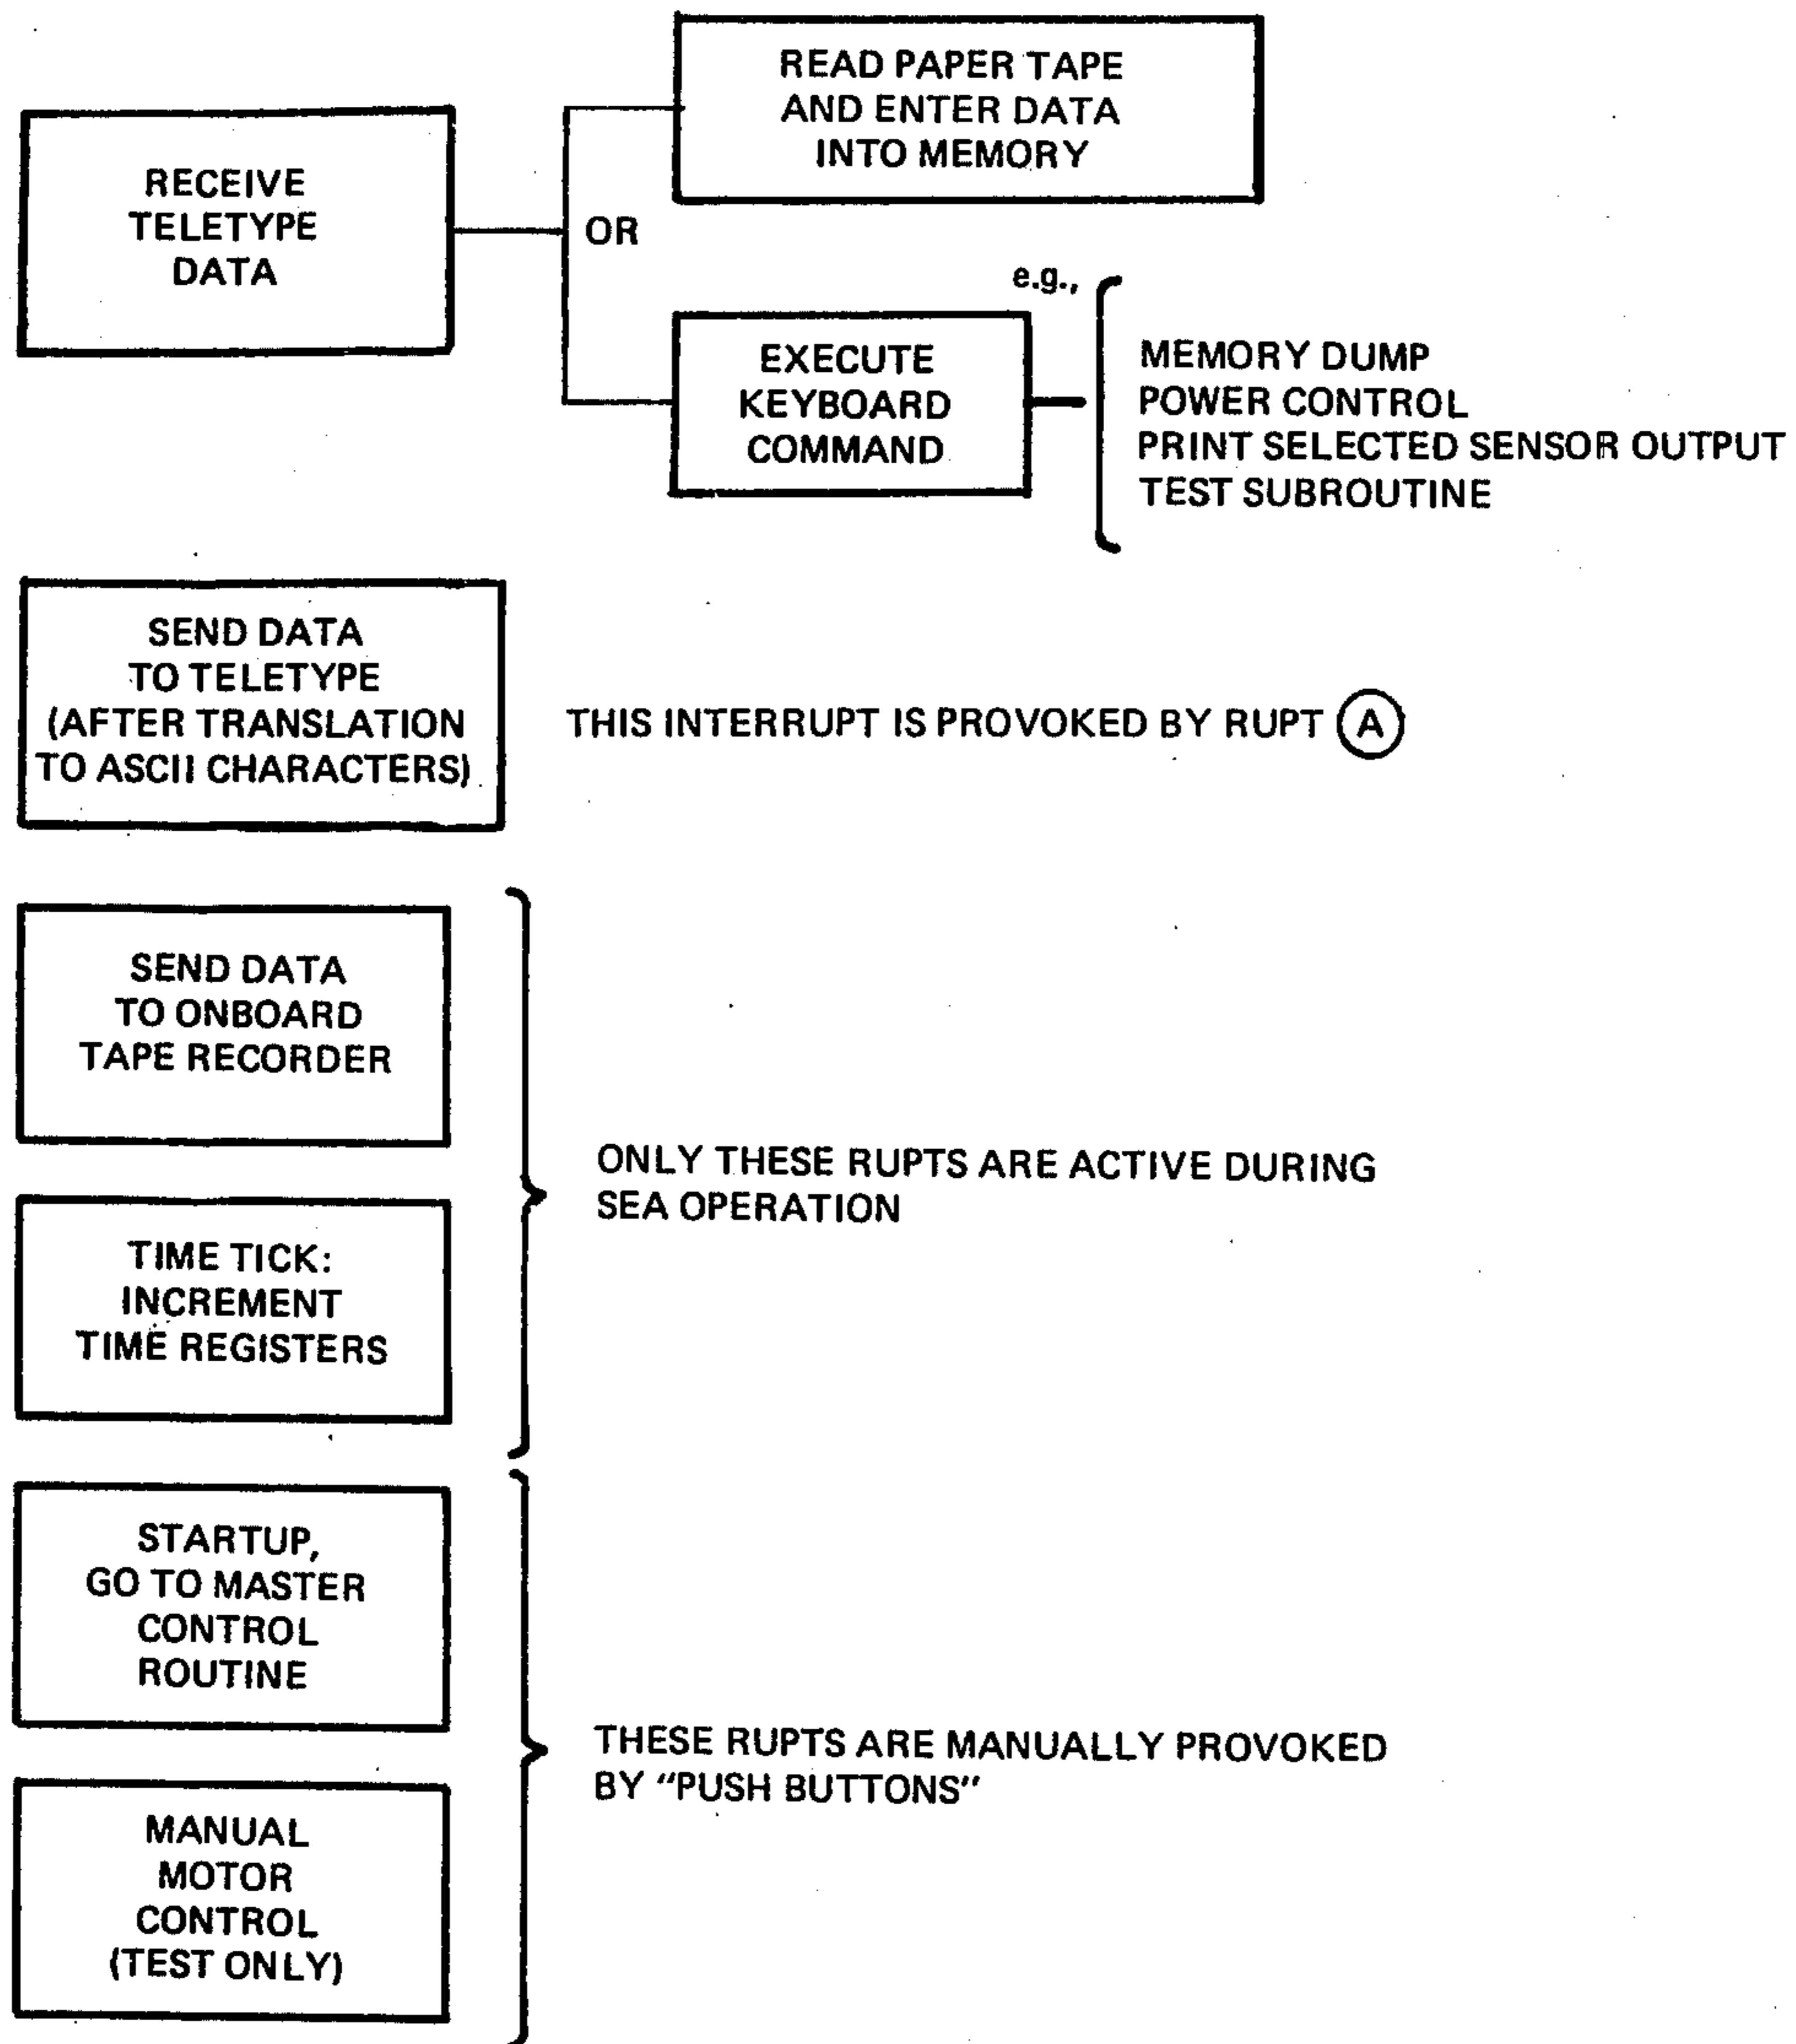 READ PAPER TAPE
AND ENTER DATA
INTO MEMORY
RECEIVE
TELETYPE
DATA
OR
e.g.,
EXECUTE
KEYBOARD
COMMAND
MEMORY DUMP
POWER CONTROL
PRINT SELECTED SENSOR OUTPUT
TEST SUBROUTINE
SEND DATA
TO TELETYPE
(AFTER TRANSLATION
TO ASCII CHARACTERS)
THIS INTERRUPT IS PROVOKED BY RUPT A
SEND DATA
TO ONBOARD
TAPE RECORDER
TIME TICK:
INCREMENT
TIME REGISTERS
ONLY THESE RUPTS ARE ACTIVE DURING
SEA OPERATION
STARTUP,
GO TO MASTER
CONTROL
ROUTINE
MANUAL
MOTOR
CONTROL
(TEST ONLY)
THESE RUPTS ARE MANUALLY PROVOKED
BY "PUSH BUTTONS"